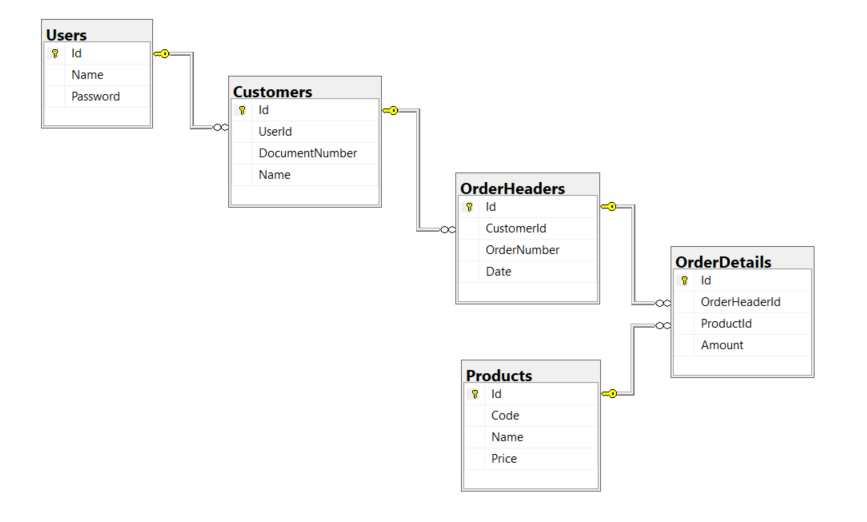 Users
Id
Name
Password
Customers
Id
UserId
DocumentNumber
Name
OrderHeaders
Id
CustomerId
OrderNumber
Date
OrderDetails
Id
OrderHeaderId
ProductId
Amount
Products
Id
Code
Name
Price